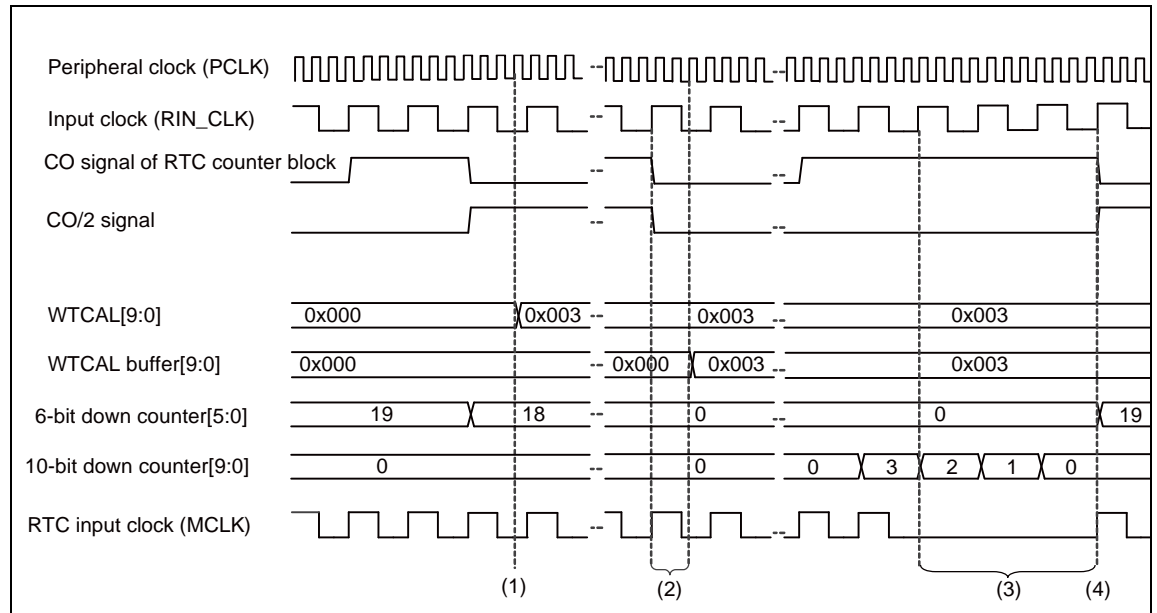 Peripheral clock (PCLK)
Input clock (RIN_CLK)
CO signal of RTC counter block
CO/2 signal
WTCAL[9:0] 0x000 0x003 0x003 0x003
WTCAL buffer[9:0] 0x000 0x000 0x003 0x003
6-bit down counter[5:0] 19 18 0 0 19
10-bit down counter[9:0] 0 0 0 3 2 1 0
RTC input clock (MCLK)
(1) (2) (3) (4)